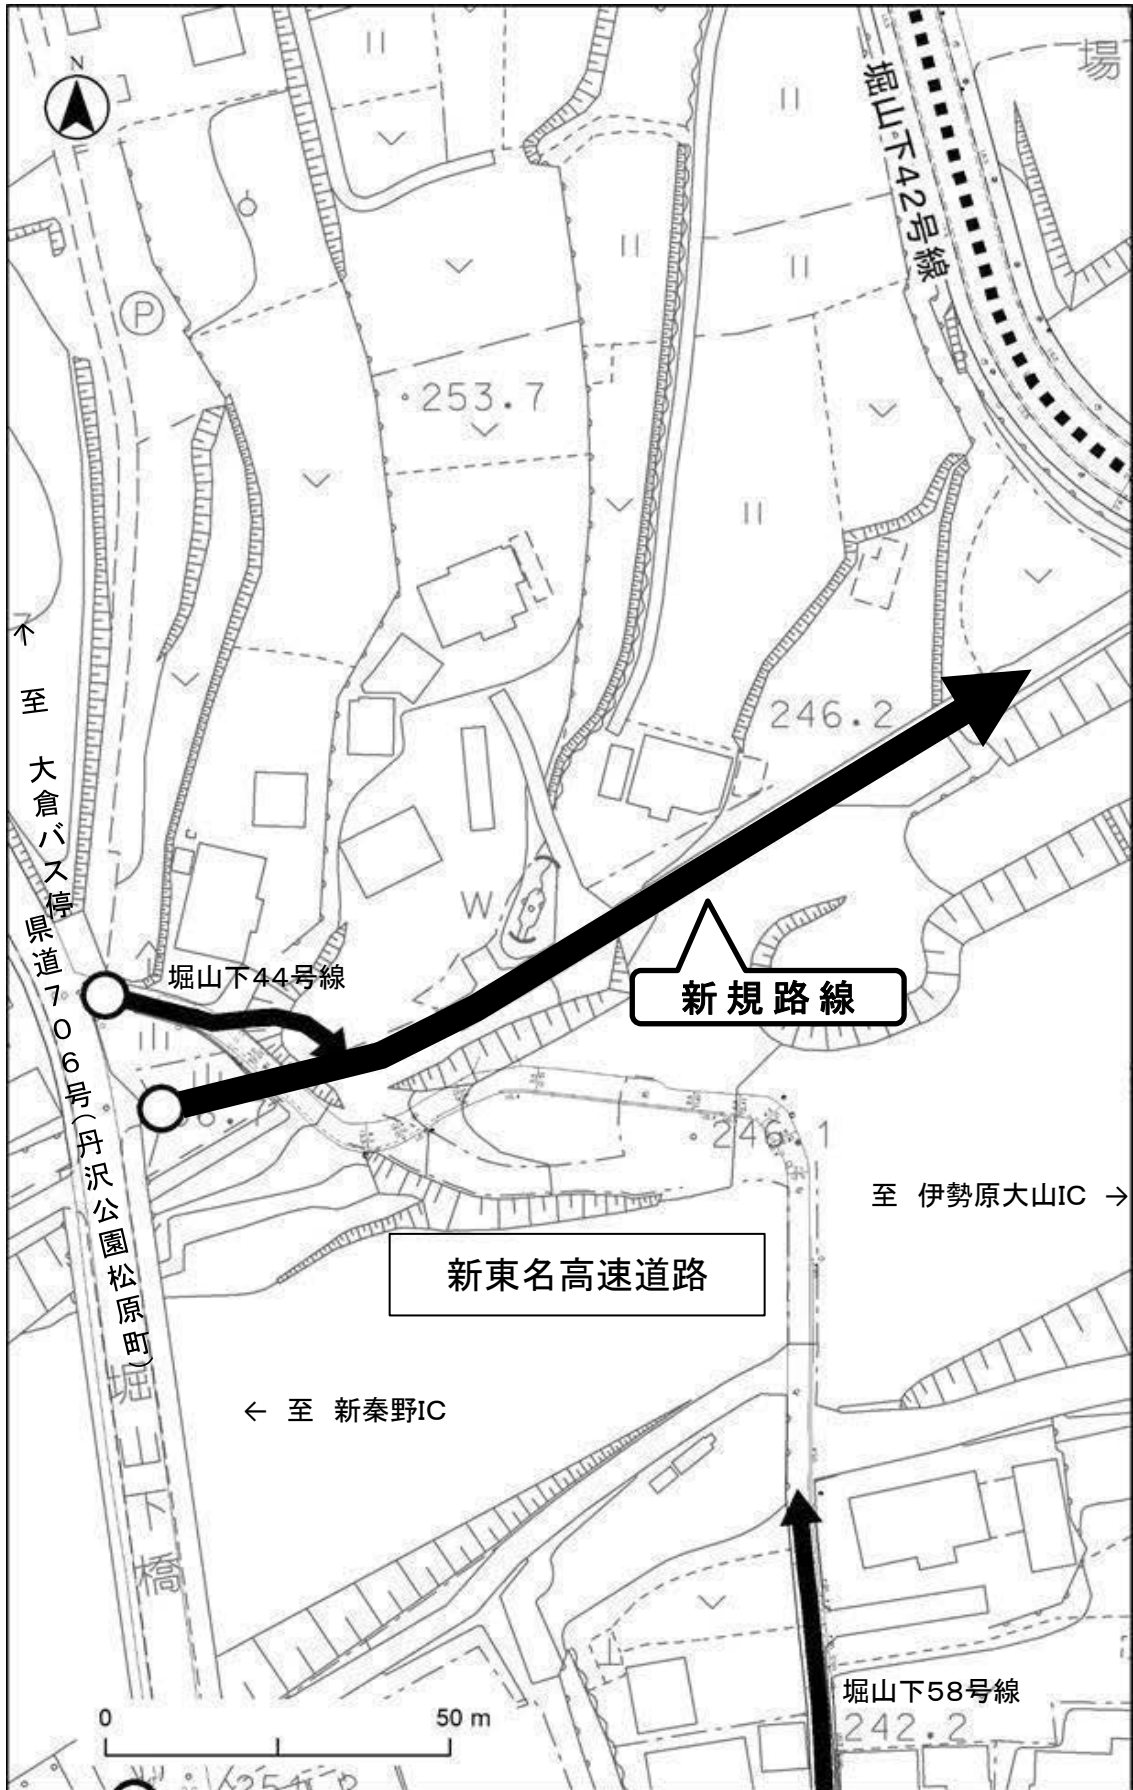 N
場
堀山下42号線
P
253.7
↑
至 大倉バス停
県道706号(丹沢公園松原町)
246.2
W
堀山下44号線
新規路線
246.1
至 伊勢原大山IC →
新東名高速道路
← 至 新秦野IC
堀山下橋
堀山下58号線
242.2
0
50 m